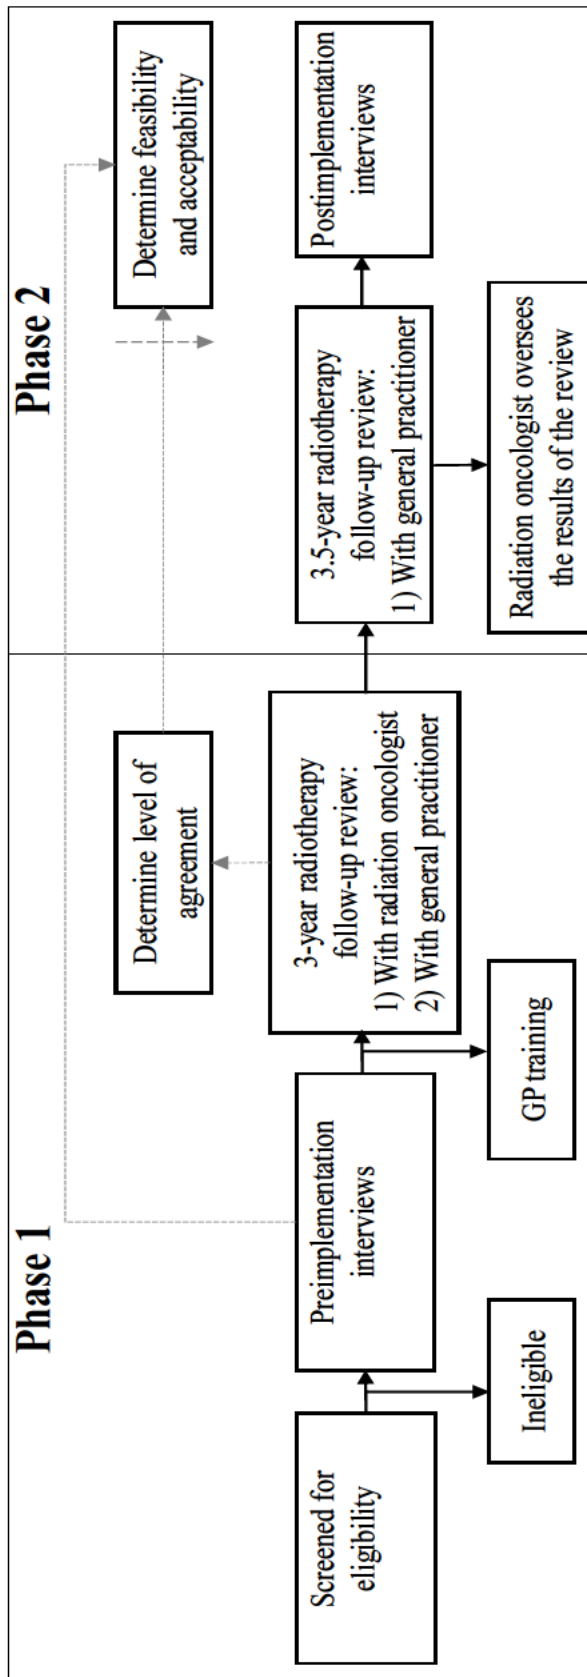 Phase 1
Screened for
eligibility
Ineligible
Preimplementation
interviews
GP training
Determine level of
agreement
3-year radiotherapy
follow-up review:
1) With radiation oncologist
2) With general practitioner
Phase 2
Determine feasibility
and acceptability
3.5-year radiotherapy
follow-up review:
1) With general practitioner
Radiation oncologist oversees
the results of the review
Postimplementation
interviews